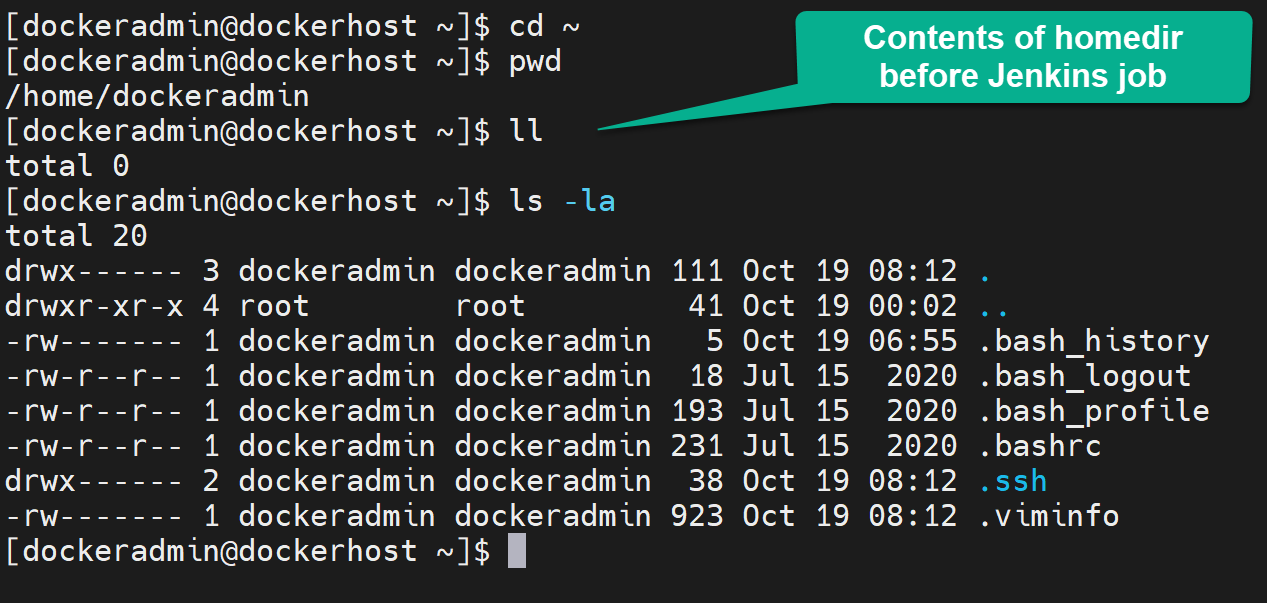 [dockeradmin@dockerhost ~]$ cd ~
[dockeradmin@dockerhost ~]$ pwd
/home/dockeradmin
[dockeradmin@dockerhost ~]$ ll
total 0
[dockeradmin@dockerhost ~]$ ls -la
total 20
drwx------ 3 dockeradmin dockeradmin 111 Oct 19 08:12 .
drwxr-xr-x 4 root        root         41 Oct 19 00:02 ..
-rw------- 1 dockeradmin dockeradmin   5 Oct 19 06:55 .bash_history
-rw-r--r-- 1 dockeradmin dockeradmin  18 Jul 15  2020 .bash_logout
-rw-r--r-- 1 dockeradmin dockeradmin 193 Jul 15  2020 .bash_profile
-rw-r--r-- 1 dockeradmin dockeradmin 231 Jul 15  2020 .bashrc
drwx------ 2 dockeradmin dockeradmin  38 Oct 19 08:12 .ssh
-rw------- 1 dockeradmin dockeradmin 923 Oct 19 08:12 .viminfo
[dockeradmin@dockerhost ~]$
Contents of homedir
before Jenkins job